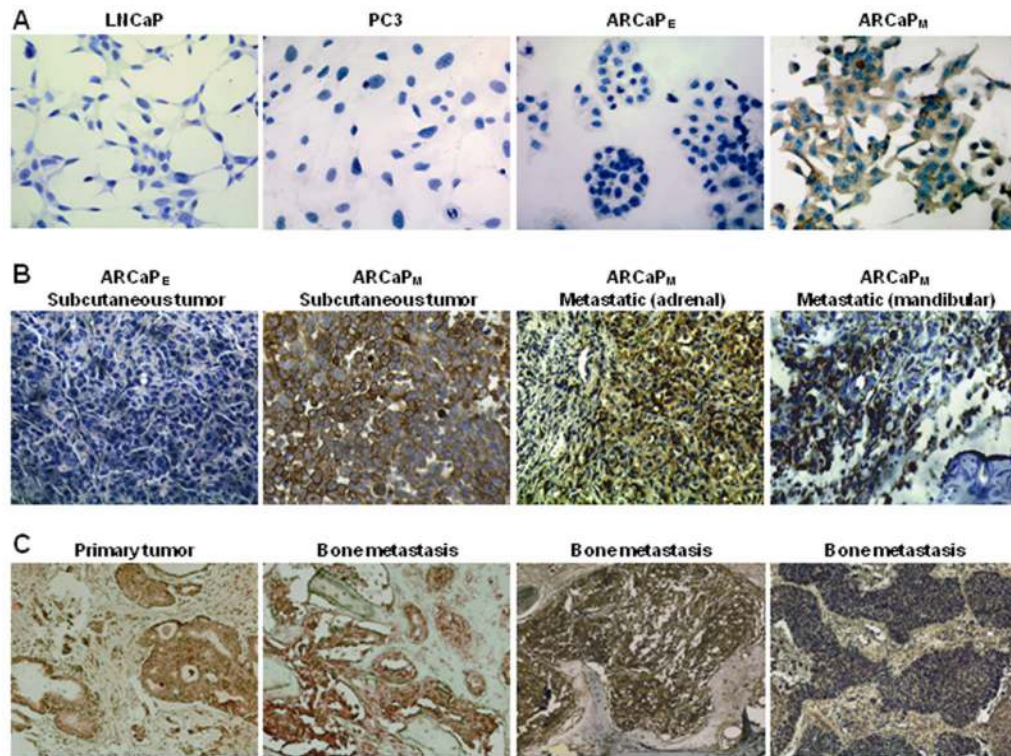 A
LNCaP
PC3
ARCaPE
ARCaPM
B
ARCaPE
Subcutaneous tumor
ARCaPM
Subcutaneous tumor
ARCaPM
Metastatic (adrenal)
ARCaPM
Metastatic (mandibular)
C
Primary tumor
Bone metastasis
Bone metastasis
Bone metastasis